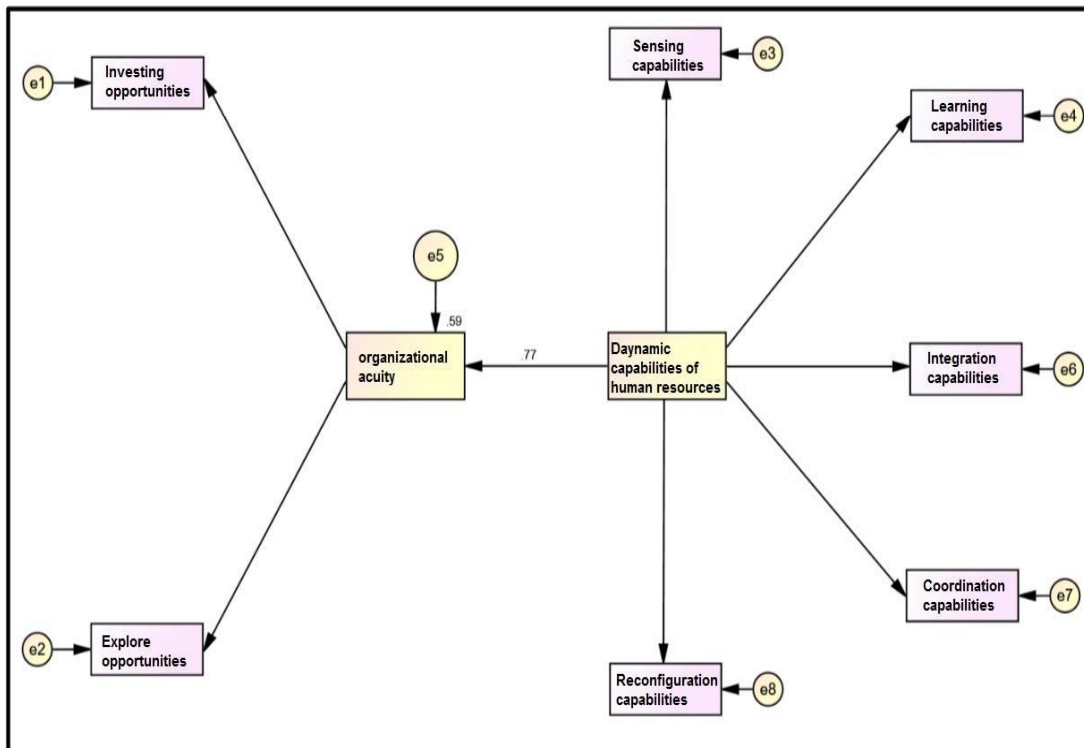 Sensing
capabilities
e3
e1
Investing
opportunities
Learning
capabilities
e4
e5
.59
organizational
acuity
.77
Daynamic
capabilities of
human resources
Integration
capabilities
e6
Coordination
capabilities
e7
e2
Explore
opportunities
Reconfiguration
capabilities
e8